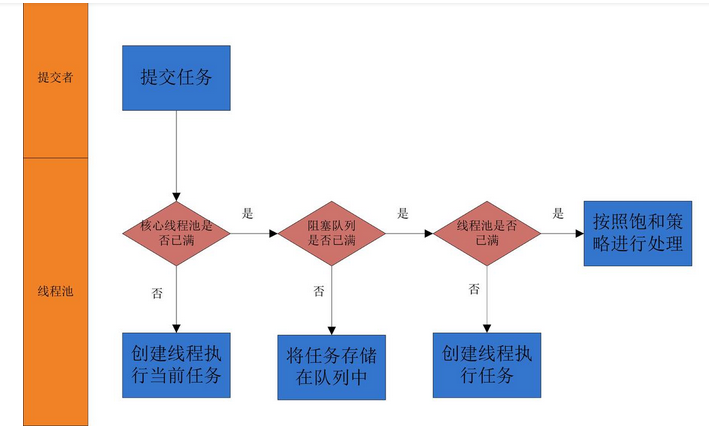 提交者
提交任务
核心线程池是
否已满
是
阻塞队列
是否已满
是
线程池是否
已满
是
按照饱和策
略进行处理
线程池
否
否
否
创建线程执
行当前任务
将任务存储
在队列中
创建线程执
行任务